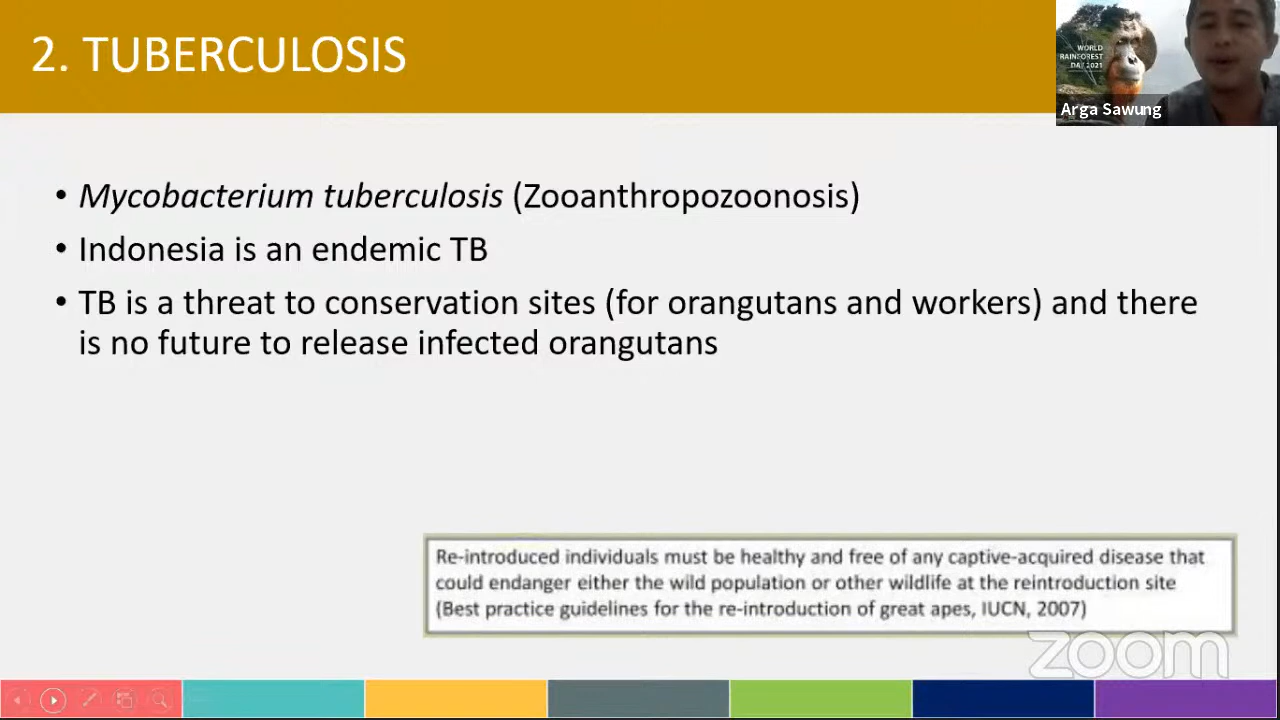 2. TUBERCULOSIS
WORLD
RAINFOREST
DAY 2021
Arga Sawung
• Mycobacterium tuberculosis (Zooanthropozoonosis)
• Indonesia is an endemic TB
• TB is a threat to conservation sites (for orangutans and workers) and there
is no future to release infected orangutans
Re-introduced individuals must be healthy and free of any captive-acquired disease that
could endanger either the wild population or other wildlife at the reintroduction site
(Best practice guidelines for the re-introduction of great apes, IUCN, 2007)
zoom